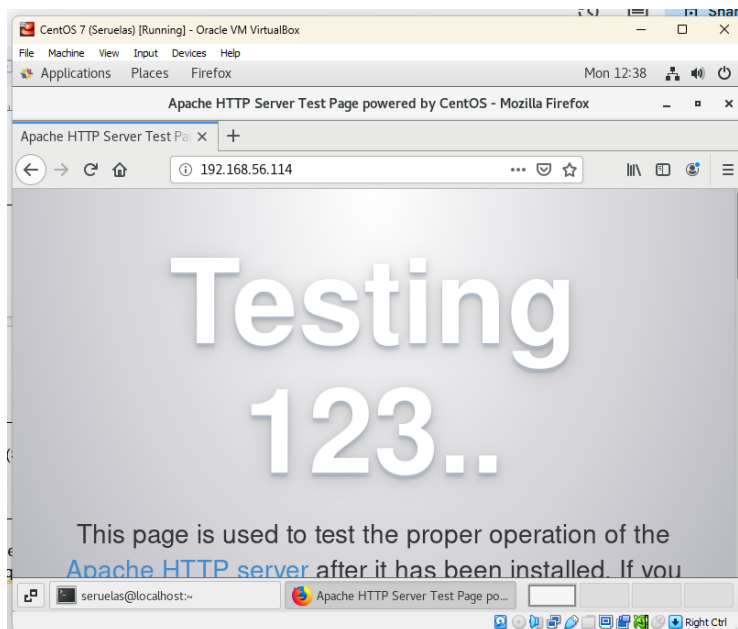 Shar
CentOS 7 (Seruelas) [Running] - Oracle VM VirtualBox
File Machine View Input Devices Help
Applications Places Firefox Mon 12:38
Apache HTTP Server Test Page powered by CentOS - Mozilla Firefox
Apache HTTP Server Test Pa
192.168.56.114
Testing
123..
This page is used to test the proper operation of the
Apache HTTP server after it has been installed. If you
seruelas@localhost:~ Apache HTTP Server Test Page po...
Right Ctrl